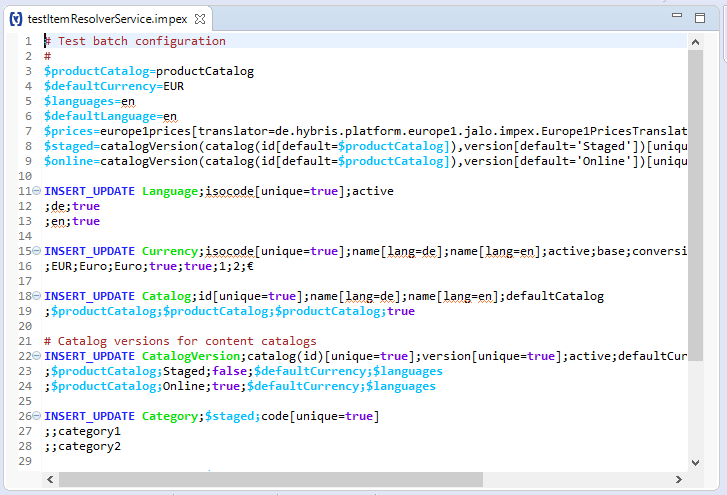 testItemResolverService.impex
1 # Test batch configuration
2 #
3 $productCatalog=productCatalog
4 $defaultCurrency=EUR
5 $languages=en
6 $defaultLanguage=en
7 $prices=europe1prices[translator=de.hybris.platform.europe1.jalo.impex.Europe1PricesTranslat
8 $staged=catalogVersion(catalog(id[default=$productCatalog]),version[default='Staged'])[uniqu
9 $online=catalogVersion(catalog(id[default=$productCatalog]),version[default='Online'])[uniqu
10
11 INSERT_UPDATE Language;isocode[unique=true];active
12 ;de;true
13 ;en;true
14
15 INSERT_UPDATE Currency;isocode[unique=true];name[lang=de];name[lang=en];active;base;conversi
16 ;EUR;Euro;Euro;true;true;1;2;€
17
18 INSERT_UPDATE Catalog;id[unique=true];name[lang=de];name[lang=en];defaultCatalog
19 ;$productCatalog;$productCatalog;$productCatalog;true
20
21 # Catalog versions for content catalogs
22 INSERT_UPDATE CatalogVersion;catalog(id)[unique=true];version[unique=true];active;defaultCur
23 ;$productCatalog;Staged;false;$defaultCurrency;$languages
24 ;$productCatalog;Online;true;$defaultCurrency;$languages
25
26 INSERT_UPDATE Category;$staged;code[unique=true]
27 ;;category1
28 ;;category2
29